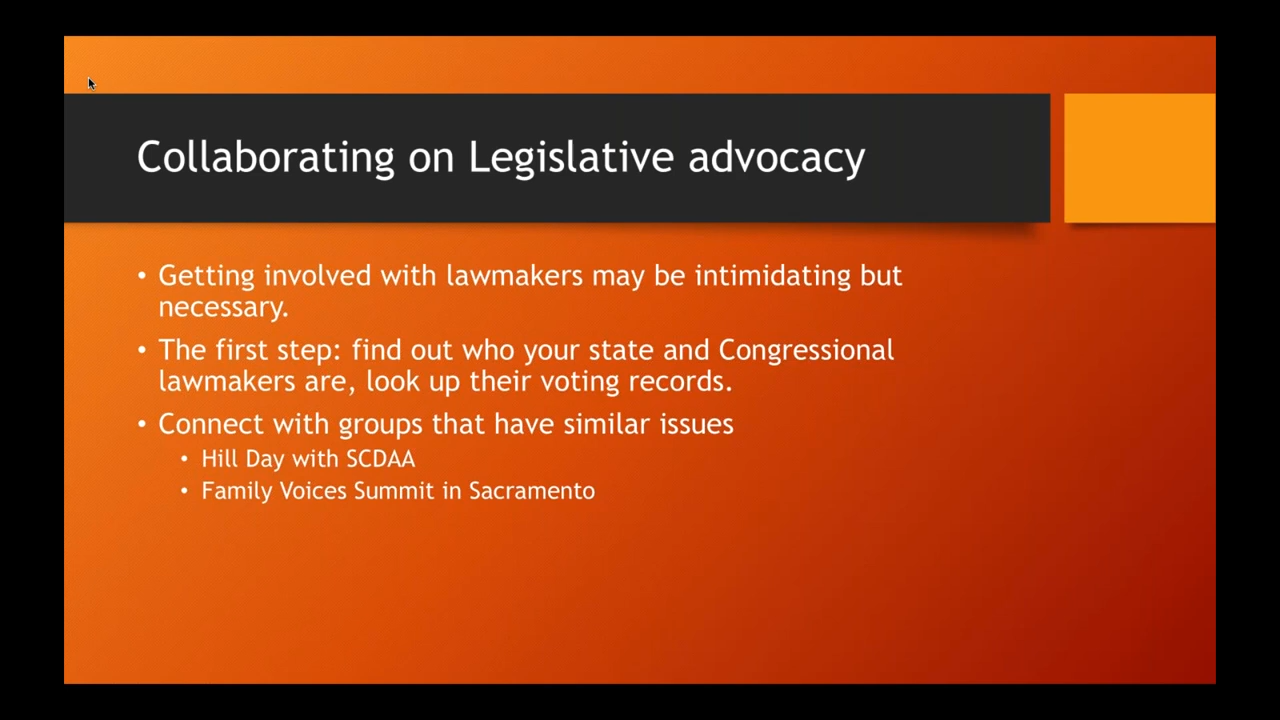 Collaborating on Legislative advocacy
• Getting involved with lawmakers may be intimidating but
necessary.
• The first step: find out who your state and Congressional
lawmakers are, look up their voting records.
• Connect with groups that have similar issues
• Hill Day with SCDAA
• Family Voices Summit in Sacramento